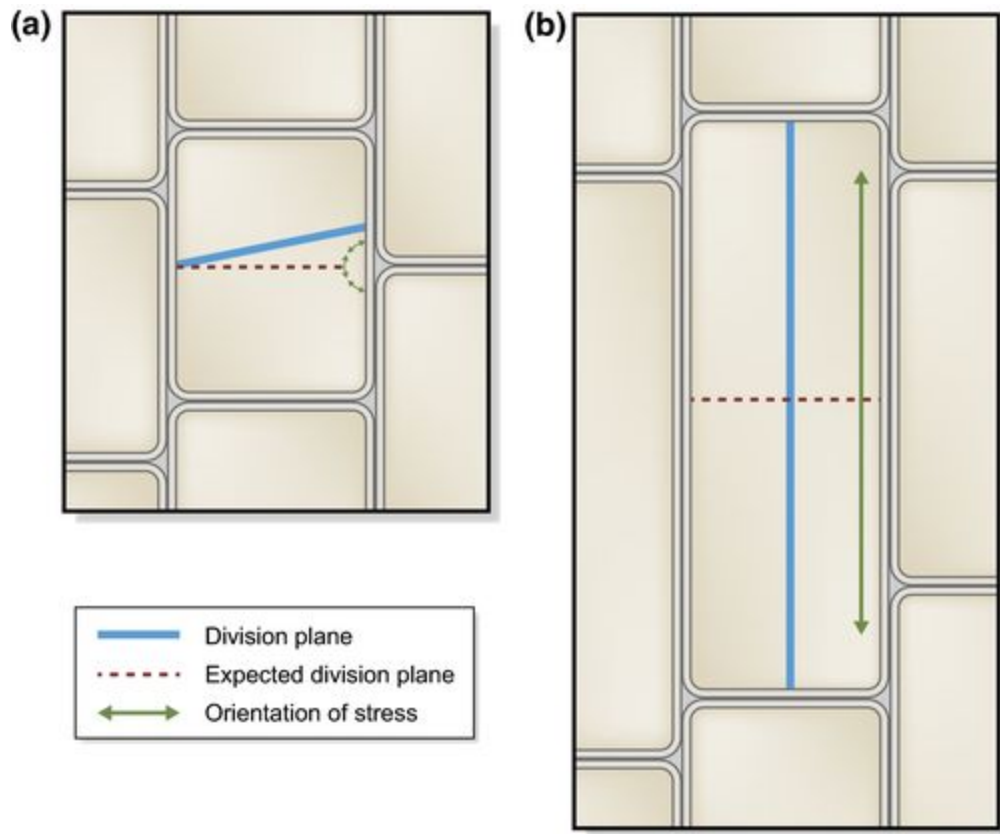 (a)
(b)
Division plane
Expected division plane
Orientation of stress